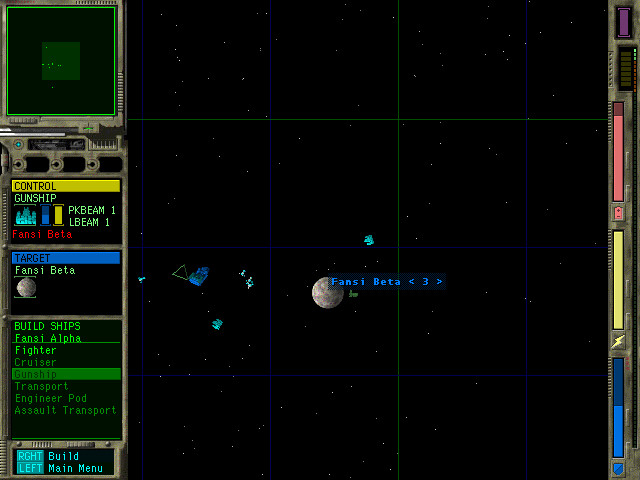 CONTROL
GUNSHIP
PKBEAM 1
LBEAM 1
Fansi Beta
TARGET
Fansi Beta
BUILD SHIPS
Fansi Alpha
Fighter
Cruiser
Gunship
Transport
Engineer Pod
Assault Transport
RGHT Build
LEFT Main Menu
Fansi Beta < 3 >